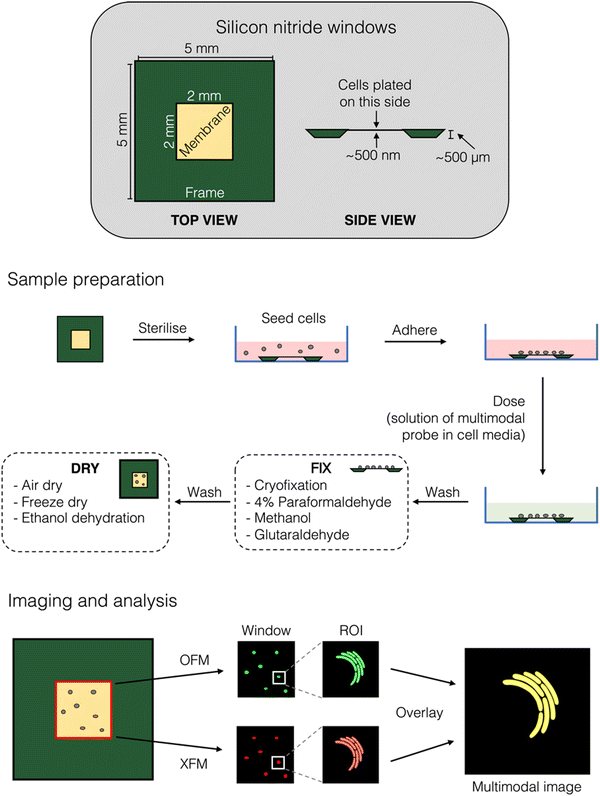 Silicon nitride windows
5 mm
5 mm
2 mm
2 mm
Membrane
Frame
TOP VIEW
Cells plated
on this side
~500 nm
~500 µm
SIDE VIEW
Sample preparation
Sterilise
Seed cells
Adhere
Dose
(solution of multimodal
probe in cell media)
DRY
- Air dry
- Freeze dry
- Ethanol dehydration
Wash
FIX
- Cryofixation
- 4% Paraformaldehyde
- Methanol
- Glutaraldehyde
Wash
Imaging and analysis
OFM
XFM
Window
ROI
Overlay
Multimodal image